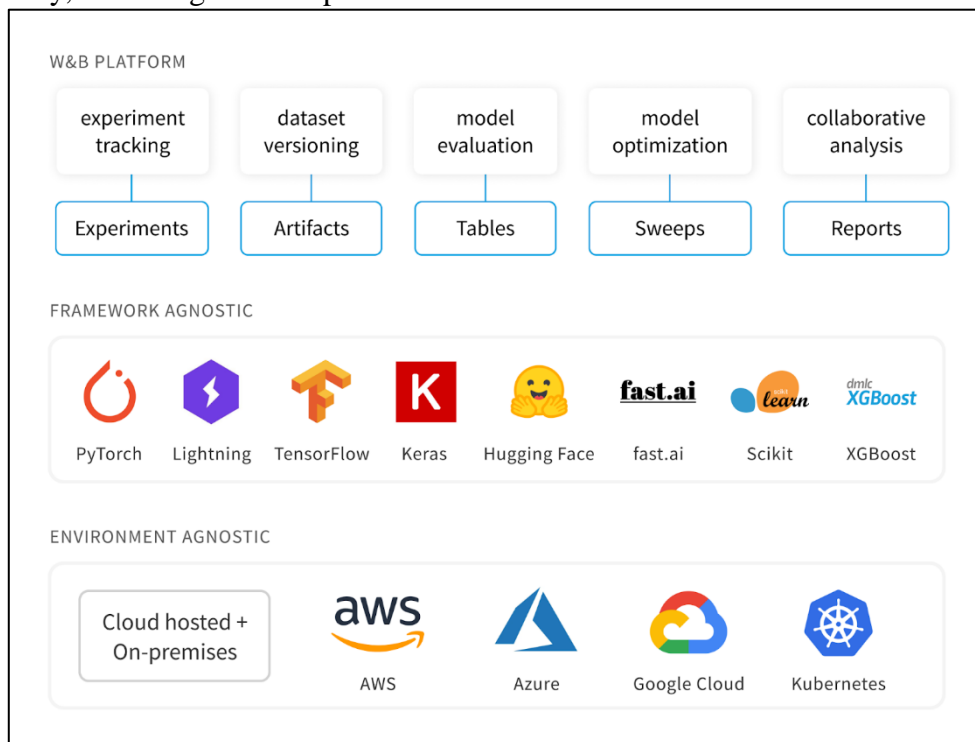 W&B PLATFORM
experiment tracking
dataset versioning
model evaluation
model optimization
collaborative analysis
Experiments
Artifacts
Tables
Sweeps
Reports
FRAMEWORK AGNOSTIC
K
fast.ai
scikit
learn
dmlc
XGBoost
PyTorch
Lightning
TensorFlow
Keras
Hugging Face
fast.ai
Scikit
XGBoost
ENVIRONMENT AGNOSTIC
Cloud hosted +
On-premises
aws
AWS
Azure
Google Cloud
Kubernetes